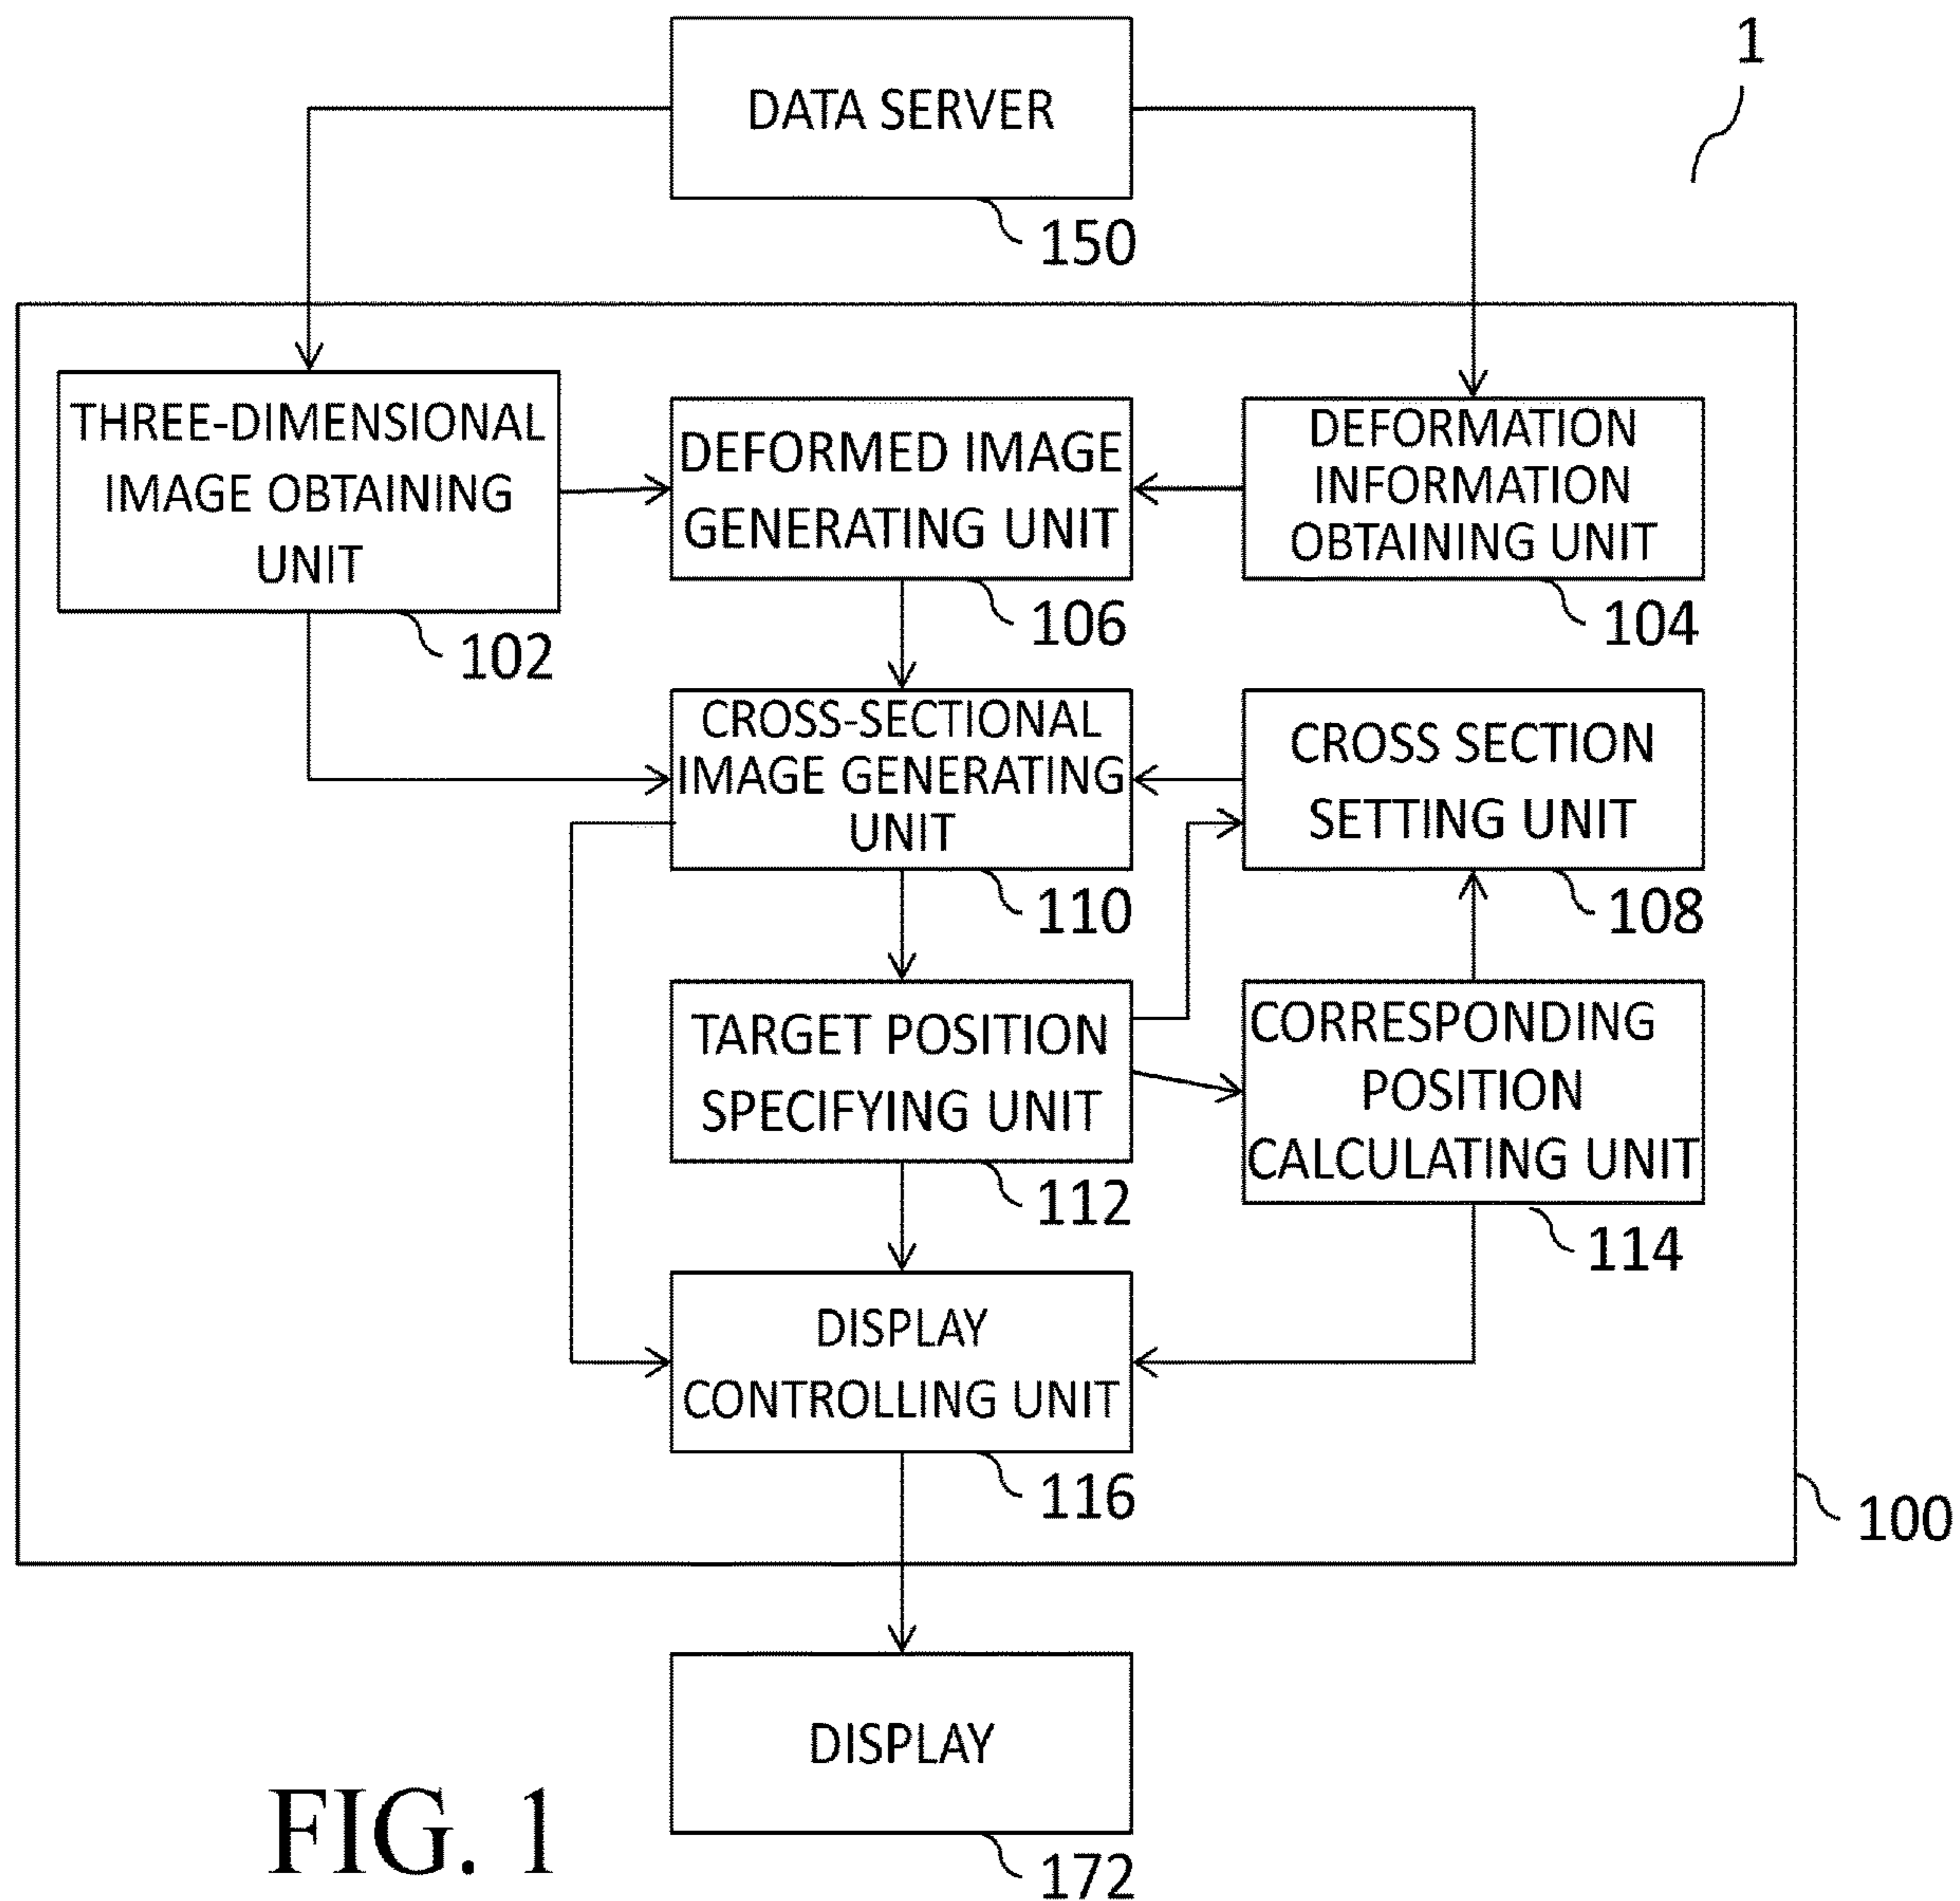 1
DATA SERVER
150
THREE-DIMENSIONAL
IMAGE OBTAINING
UNIT
102
DEFORMED IMAGE
GENERATING UNIT
106
DEFORMATION
INFORMATION
OBTAINING UNIT
104
CROSS-SECTIONAL
IMAGE GENERATING
UNIT
110
CROSS SECTION
SETTING UNIT
108
TARGET POSITION
SPECIFYING UNIT
112
CORRESPONDING
POSITION
CALCULATING UNIT
114
DISPLAY
CONTROLLING UNIT
116
100
DISPLAY
172
FIG. 1